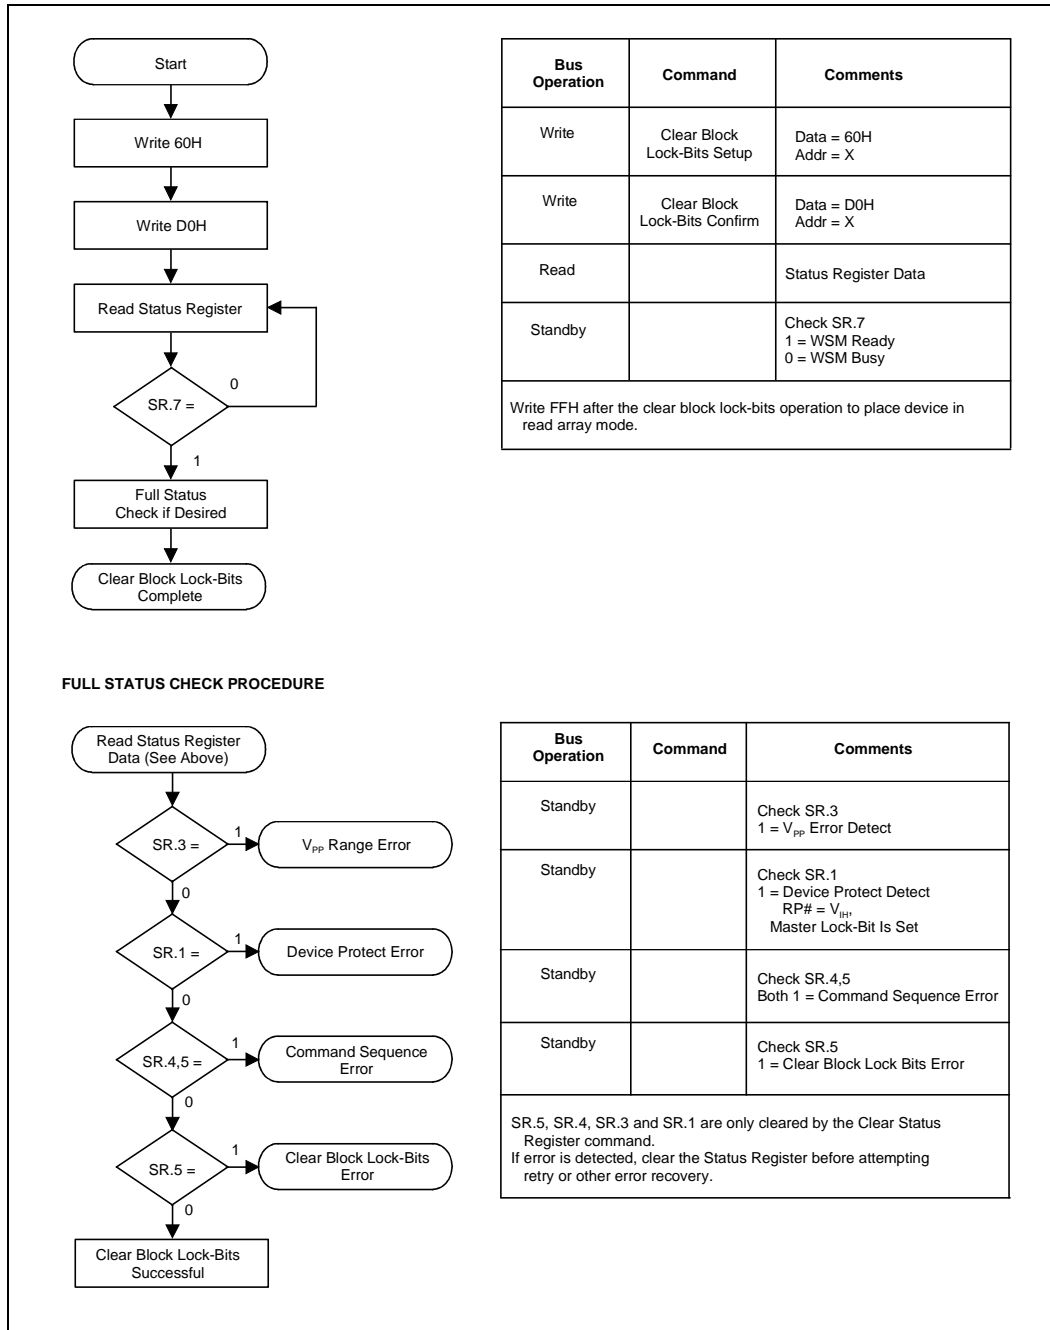 Start
Write 60H
Write D0H
Read Status Register
SR.7 =
0
1
Full Status
Check if Desired
Clear Block Lock-Bits
Complete
Bus
Operation
Command
Comments
Write
Clear Block
Lock-Bits Setup
Data = 60H
Addr = X
Write
Clear Block
Lock-Bits Confirm
Data = D0H
Addr = X
Read
Status Register Data
Standby
Check SR.7
1 = WSM Ready
0 = WSM Busy
Write FFH after the clear block lock-bits operation to place device in
read array mode.
FULL STATUS CHECK PROCEDURE
Read Status Register
Data (See Above)
SR.3 =
1
VPP Range Error
0
SR.1 =
1
Device Protect Error
0
SR.4,5 =
1
Command Sequence
Error
0
SR.5 =
1
Clear Block Lock-Bits
Error
0
Clear Block Lock-Bits
Successful
Bus
Operation
Command
Comments
Standby
Check SR.3
1 = VPP Error Detect
Standby
Check SR.1
1 = Device Protect Detect
RP# = VIH,
Master Lock-Bit Is Set
Standby
Check SR.4,5
Both 1 = Command Sequence Error
Standby
Check SR.5
1 = Clear Block Lock Bits Error
SR.5, SR.4, SR.3 and SR.1 are only cleared by the Clear Status
Register command.
If error is detected, clear the Status Register before attempting
retry or other error recovery.